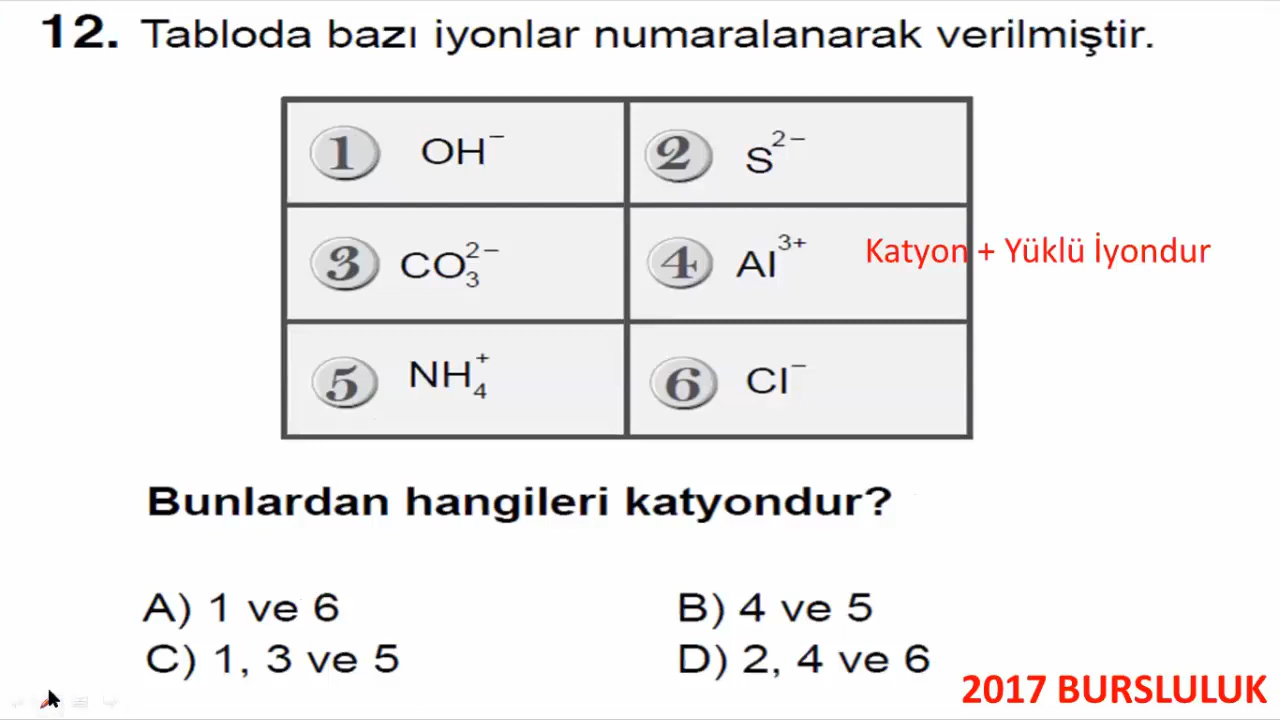 12. Tabloda bazı iyonlar numaralanarak verilmiştir.
1 OH⁻
2 S²⁻
3 CO₃²⁻
4 Al³⁺
Katyon + Yüklü İyondur
5 NH₄⁺
6 Cl⁻
Bunlardan hangileri katyondur?
A) 1 ve 6
B) 4 ve 5
C) 1, 3 ve 5
D) 2, 4 ve 6
2017 BURSLULUK